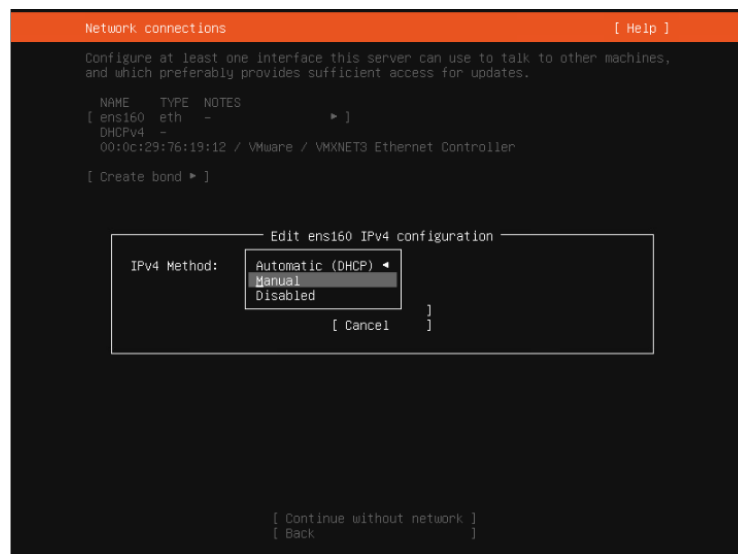 Network connections [ Help ]
Configure at least one interface this server can use to talk to other machines,
and which preferably provides sufficient access for updates.
NAME TYPE NOTES
[ ens160 eth – ▸ ]
DHCPv4 –
00:0c:29:76:19:12 / VMware / VMXNET3 Ethernet Controller
[ Create bond ▸ ]
Edit ens160 IPv4 configuration
IPv4 Method: Automatic (DHCP) ◂
Manual
Disabled
]
[ Cancel ]
[ Continue without network ]
[ Back ]